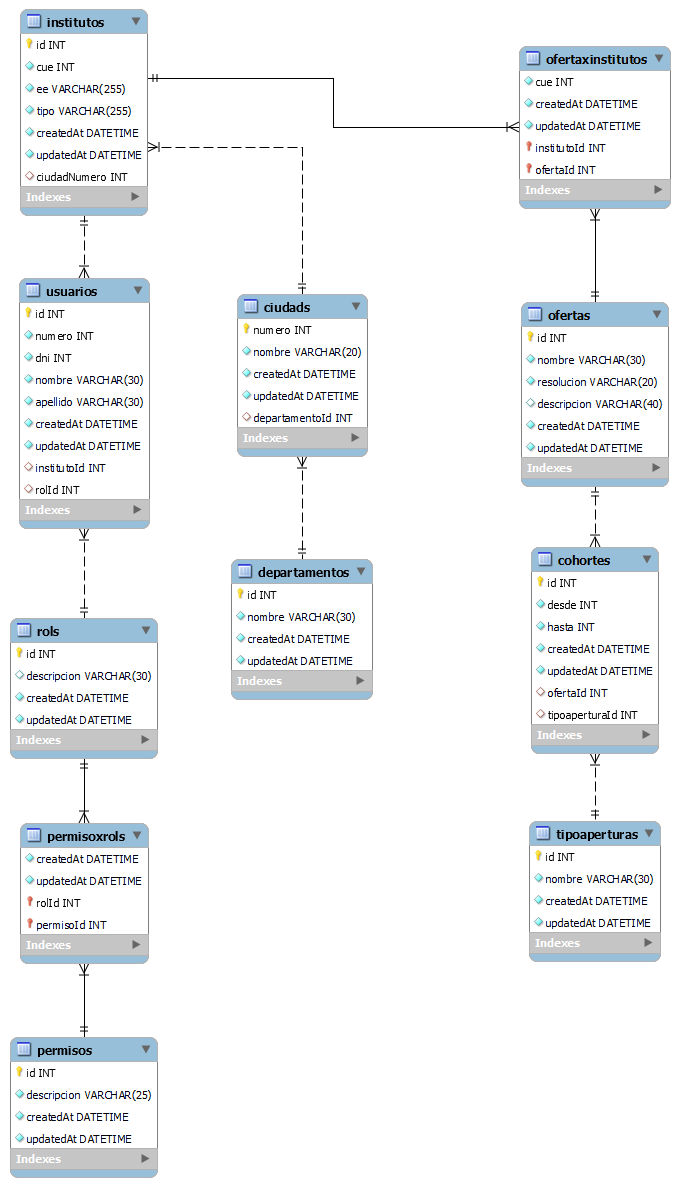 institutos
id INT
cue INT
ee VARCHAR(255)
tipo VARCHAR(255)
createdAt DATETIME
updatedAt DATETIME
ciudadNumero INT
Indexes
ofertaxinstitutos
cue INT
createdAt DATETIME
updatedAt DATETIME
institutoId INT
ofertaId INT
Indexes
usuarios
id INT
numero INT
dni INT
nombre VARCHAR(30)
apellido VARCHAR(30)
createdAt DATETIME
updatedAt DATETIME
institutoId INT
rolId INT
Indexes
ciudads
numero INT
nombre VARCHAR(20)
createdAt DATETIME
updatedAt DATETIME
departamentoId INT
Indexes
ofertas
id INT
nombre VARCHAR(30)
resolucion VARCHAR(20)
descripcion VARCHAR(40)
createdAt DATETIME
updatedAt DATETIME
Indexes
departamentos
id INT
nombre VARCHAR(30)
createdAt DATETIME
updatedAt DATETIME
Indexes
cohortes
id INT
desde INT
hasta INT
createdAt DATETIME
updatedAt DATETIME
ofertaId INT
tipoaperturaId INT
Indexes
rols
id INT
descripcion VARCHAR(30)
createdAt DATETIME
updatedAt DATETIME
Indexes
permisoxrols
createdAt DATETIME
updatedAt DATETIME
rolId INT
permisoId INT
Indexes
tipoaperturas
id INT
nombre VARCHAR(30)
createdAt DATETIME
updatedAt DATETIME
Indexes
permisos
id INT
descripcion VARCHAR(25)
createdAt DATETIME
updatedAt DATETIME
Indexes